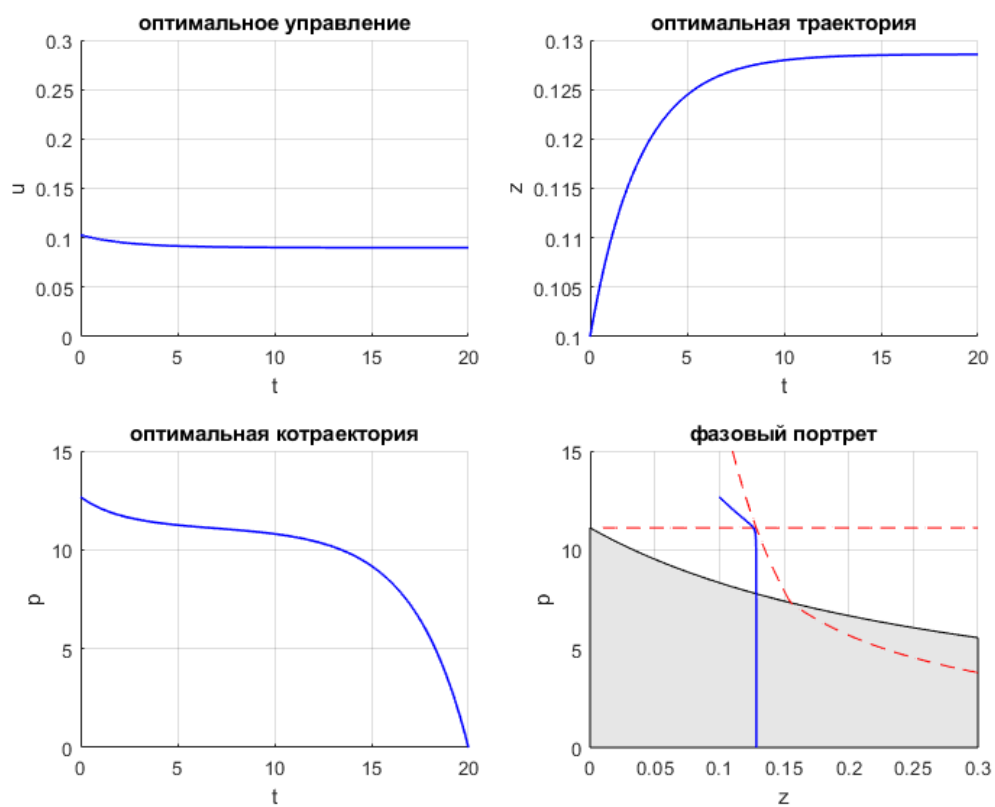 оптимальное управление
0.3
0.25
0.2
0.15
0.1
0.05
0
u
0 5 10 15 20
t
оптимальная траектория
0.13
0.125
0.12
0.115
0.11
0.105
0.1
z
0 5 10 15 20
t
оптимальная котраектория
15
10
5
0
p
0 5 10 15 20
t
фазовый портрет
15
10
5
0
p
0 0.05 0.1 0.15 0.2 0.25 0.3
z